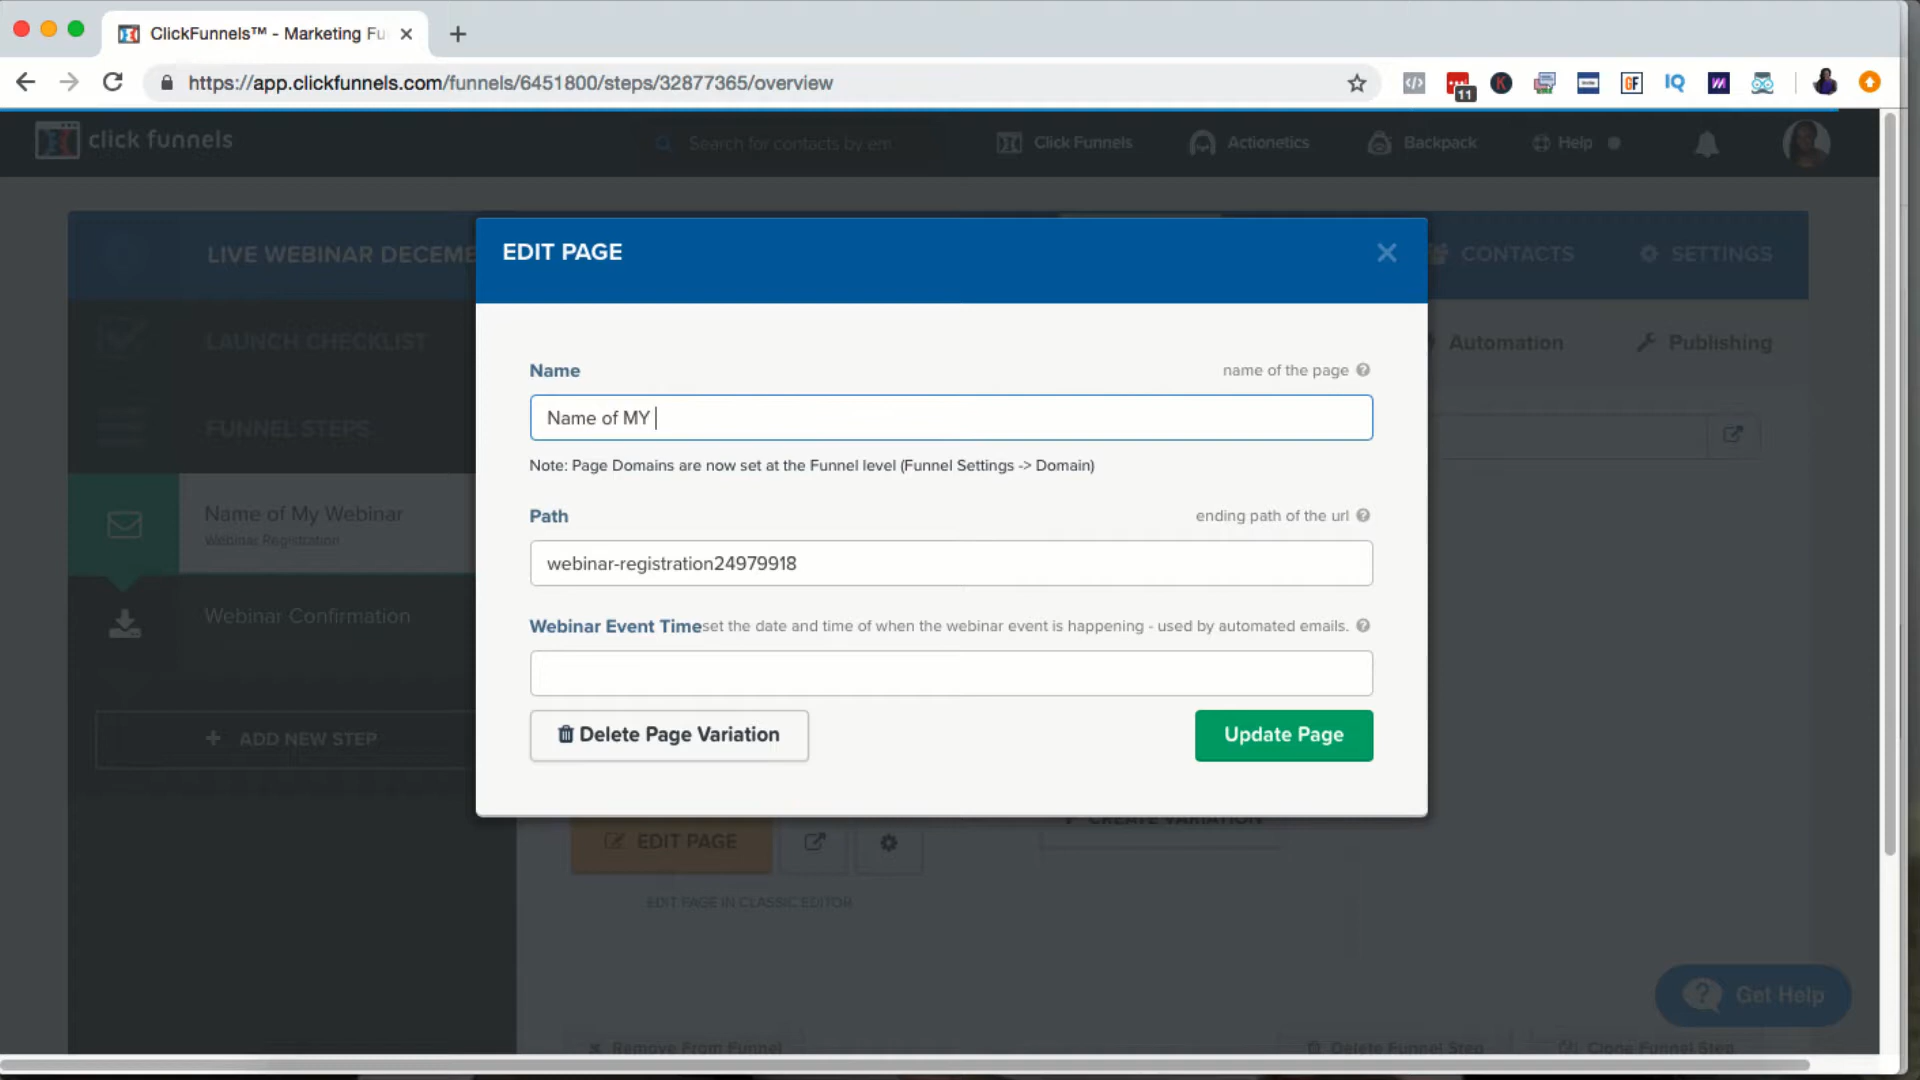 ClickFunnels™ - Marketing Fu
https://app.clickfunnels.com/funnels/6451800/steps/32877365/overview
11
GF
IQ
click funnels
Search for contacts by em
Click Funnels
Actionetics
Backpack
Help
LIVE WEBINAR DECEME
CONTACTS
SETTINGS
EDIT PAGE
LAUNCH CHECKLIST
Automation
Publishing
Name
name of the page
Name of MY
FUNNEL STEPS
Note: Page Domains are now set at the Funnel level (Funnel Settings -> Domain)
Name of My Webinar
Webinar Registration
Path
ending path of the url
webinar-registration24979918
Webinar Confirmation
Webinar Event Time set the date and time of when the webinar event is happening - used by automated emails.
ADD NEW STEP
Delete Page Variation
Update Page
CREATE VARIATION
EDIT PAGE
EDIT PAGE IN CLASSIC EDITOR
Get Help
Remove From Funnel
Delete Funnel Step
Clone Funnel Step